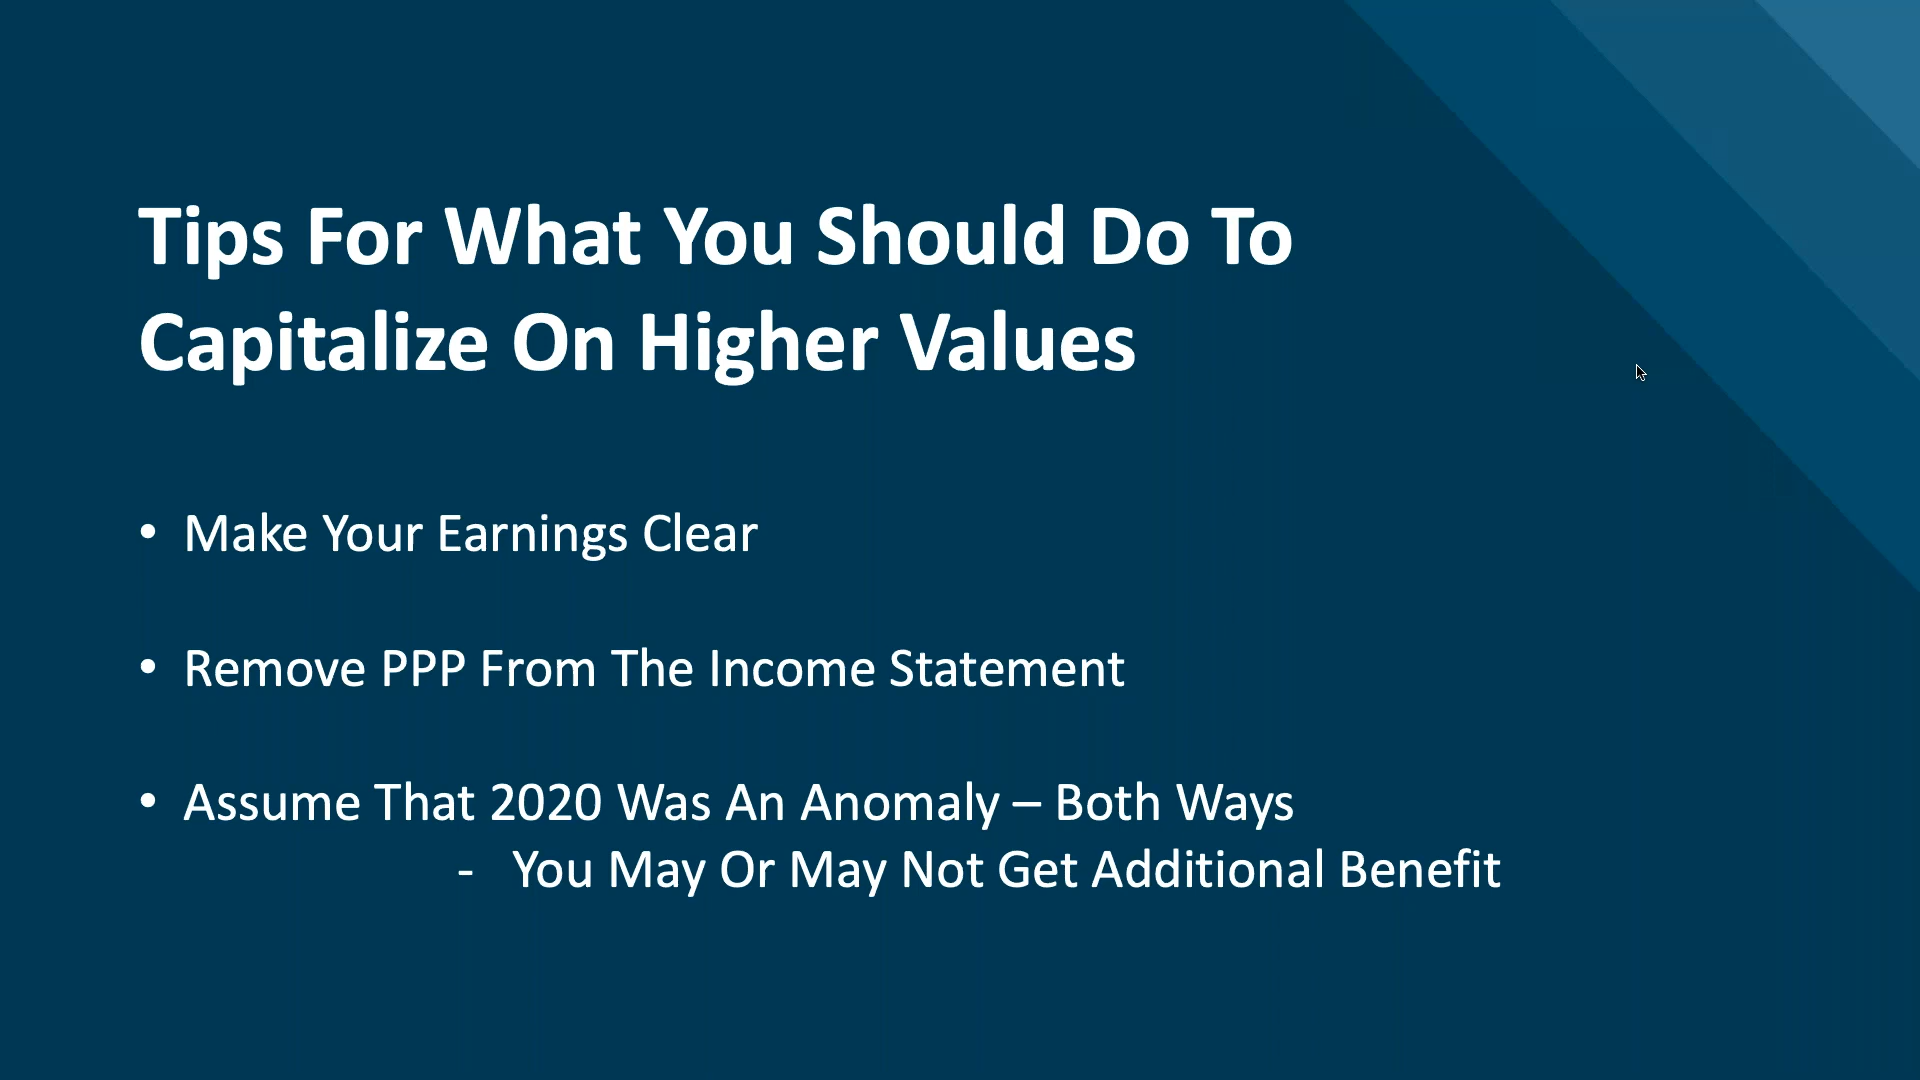 Tips For What You Should Do To
Capitalize On Higher Values
• Make Your Earnings Clear
• Remove PPP From The Income Statement
• Assume That 2020 Was An Anomaly – Both Ways
- You May Or May Not Get Additional Benefit